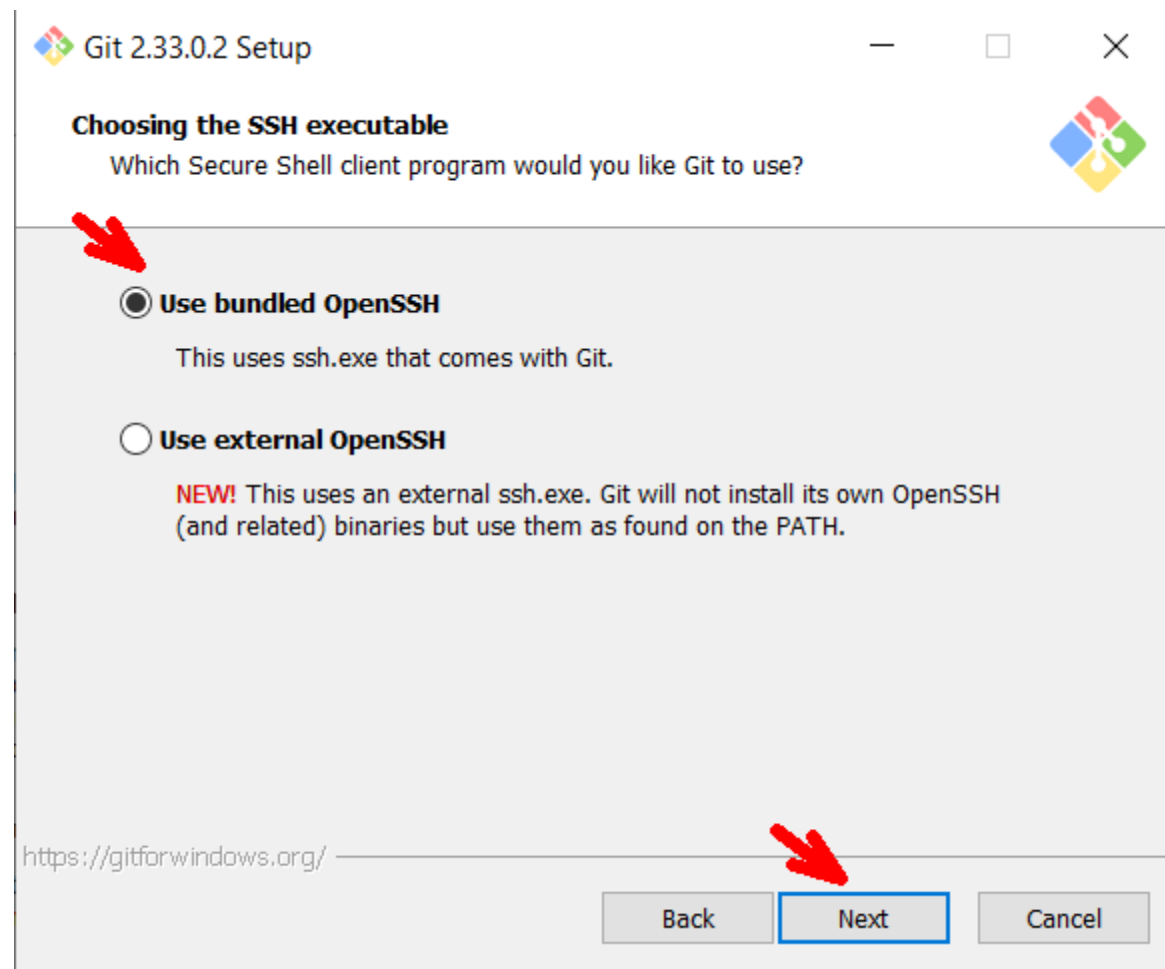 Git 2.33.0.2 Setup
Choosing the SSH executable
Which Secure Shell client program would you like Git to use?
Use bundled OpenSSH
This uses ssh.exe that comes with Git.
Use external OpenSSH
NEW! This uses an external ssh.exe. Git will not install its own OpenSSH
(and related) binaries but use them as found on the PATH.
https://gitforwindows.org/
Back
Next
Cancel